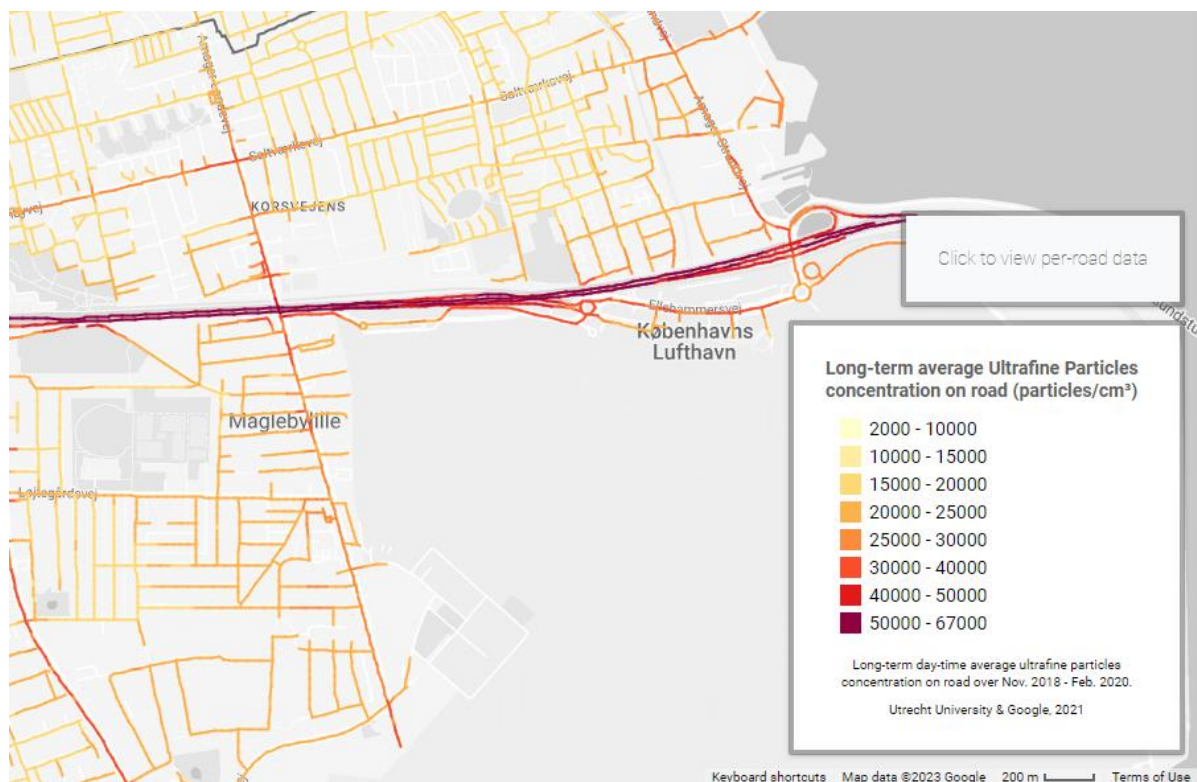 Amager Landevej
Saltværksvej
Saltværksvej
Amager Strandvej
KORSVEJENS
Ellehammersvej
Københavns
Lufthavn
Maglebylille
Løjtegårdsvej
Click to view per-road data
Long-term average Ultrafine Particles
concentration on road (particles/cm³)
2000 - 10000
10000 - 15000
15000 - 20000
20000 - 25000
25000 - 30000
30000 - 40000
40000 - 50000
50000 - 67000
Long-term day-time average ultrafine particles
concentration on road over Nov. 2018 - Feb. 2020.
Utrecht University & Google, 2021
Keyboard shortcuts Map data ©2023 Google 200 m Terms of Use